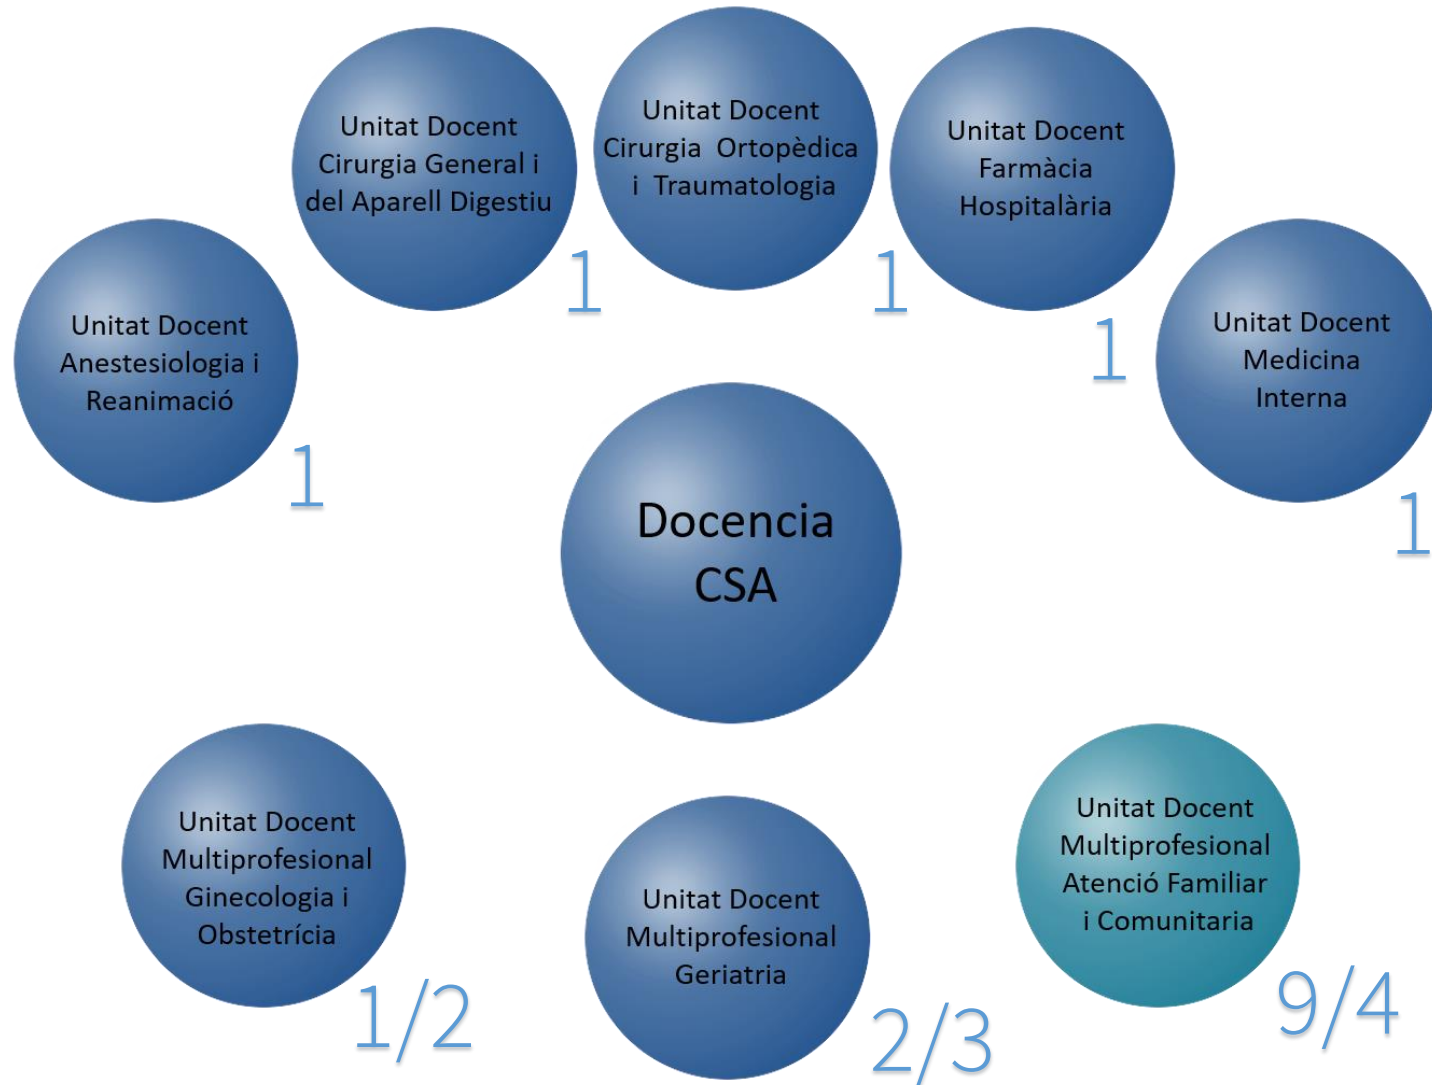 Unitat Docent
Cirurgia Ortopèdica
i Traumatologia
1
Unitat Docent
Cirurgia General i
del Aparell Digestiu
1
Unitat Docent
Farmàcia
Hospitalària
1
Unitat Docent
Anestesiologia i
Reanimació
1
Unitat Docent
Medicina
Interna
1
Docencia
CSA
Unitat Docent
Multiprofesional
Ginecologia i
Obstetrícia
1/2
Unitat Docent
Multiprofesional
Geriatria
2/3
Unitat Docent
Multiprofesional
Atenció Familiar
i Comunitaria
9/4